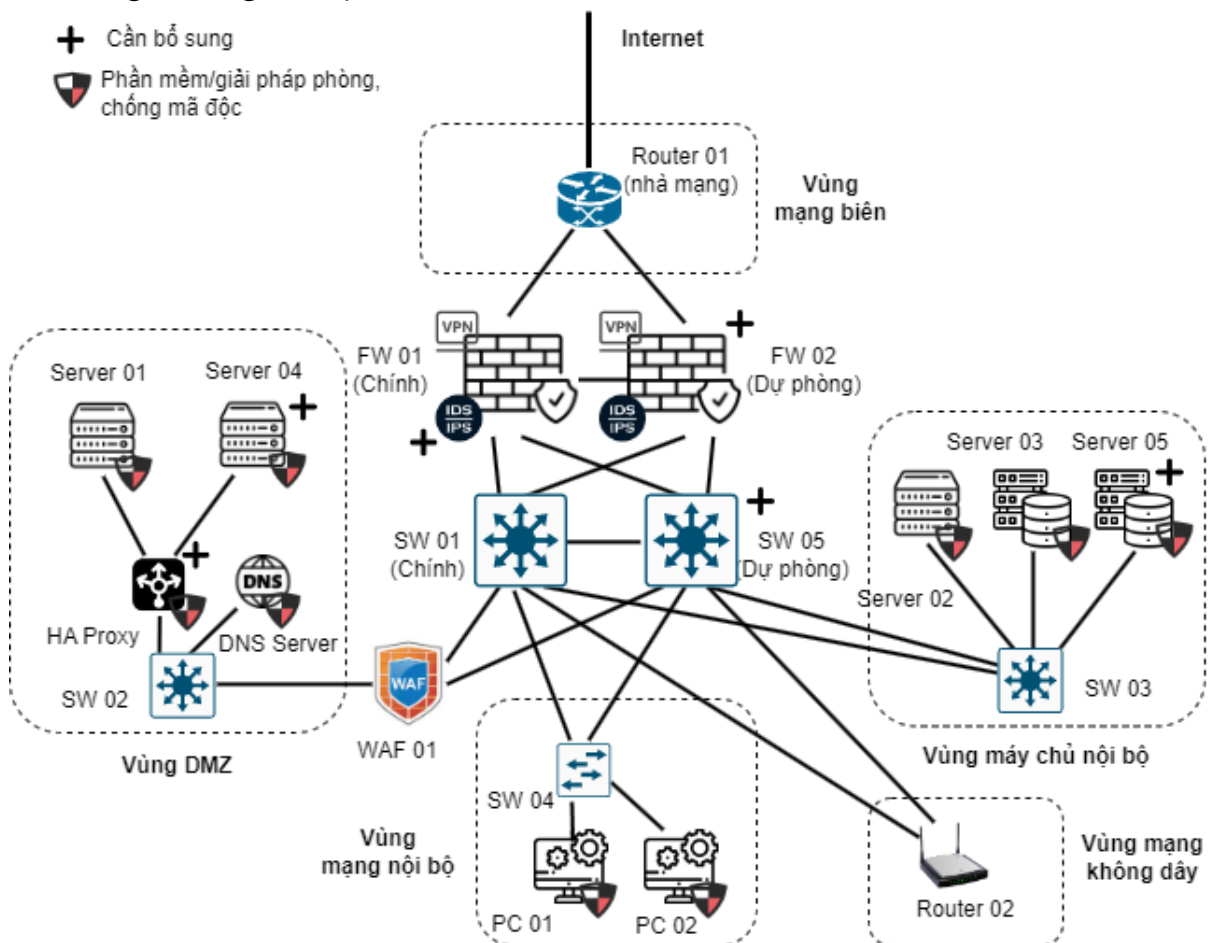 Cần bổ sung
Phần mềm/giải pháp phòng,
chống mã độc
Internet
Router 01
(nhà mạng)
Vùng
mạng biên
VPN
VPN
FW 01
(Chính)
FW 02
(Dự phòng)
IDS
IPS
IDS
IPS
Server 01
Server 04
Server 03
Server 05
SW 01
(Chính)
SW 05
(Dự phòng)
Server 02
DNS
HA Proxy
DNS Server
SW 02
WAF
SW 03
WAF 01
Vùng DMZ
Vùng máy chủ nội bộ
SW 04
Vùng
mạng nội bộ
PC 01
PC 02
Router 02
Vùng mạng
không dây